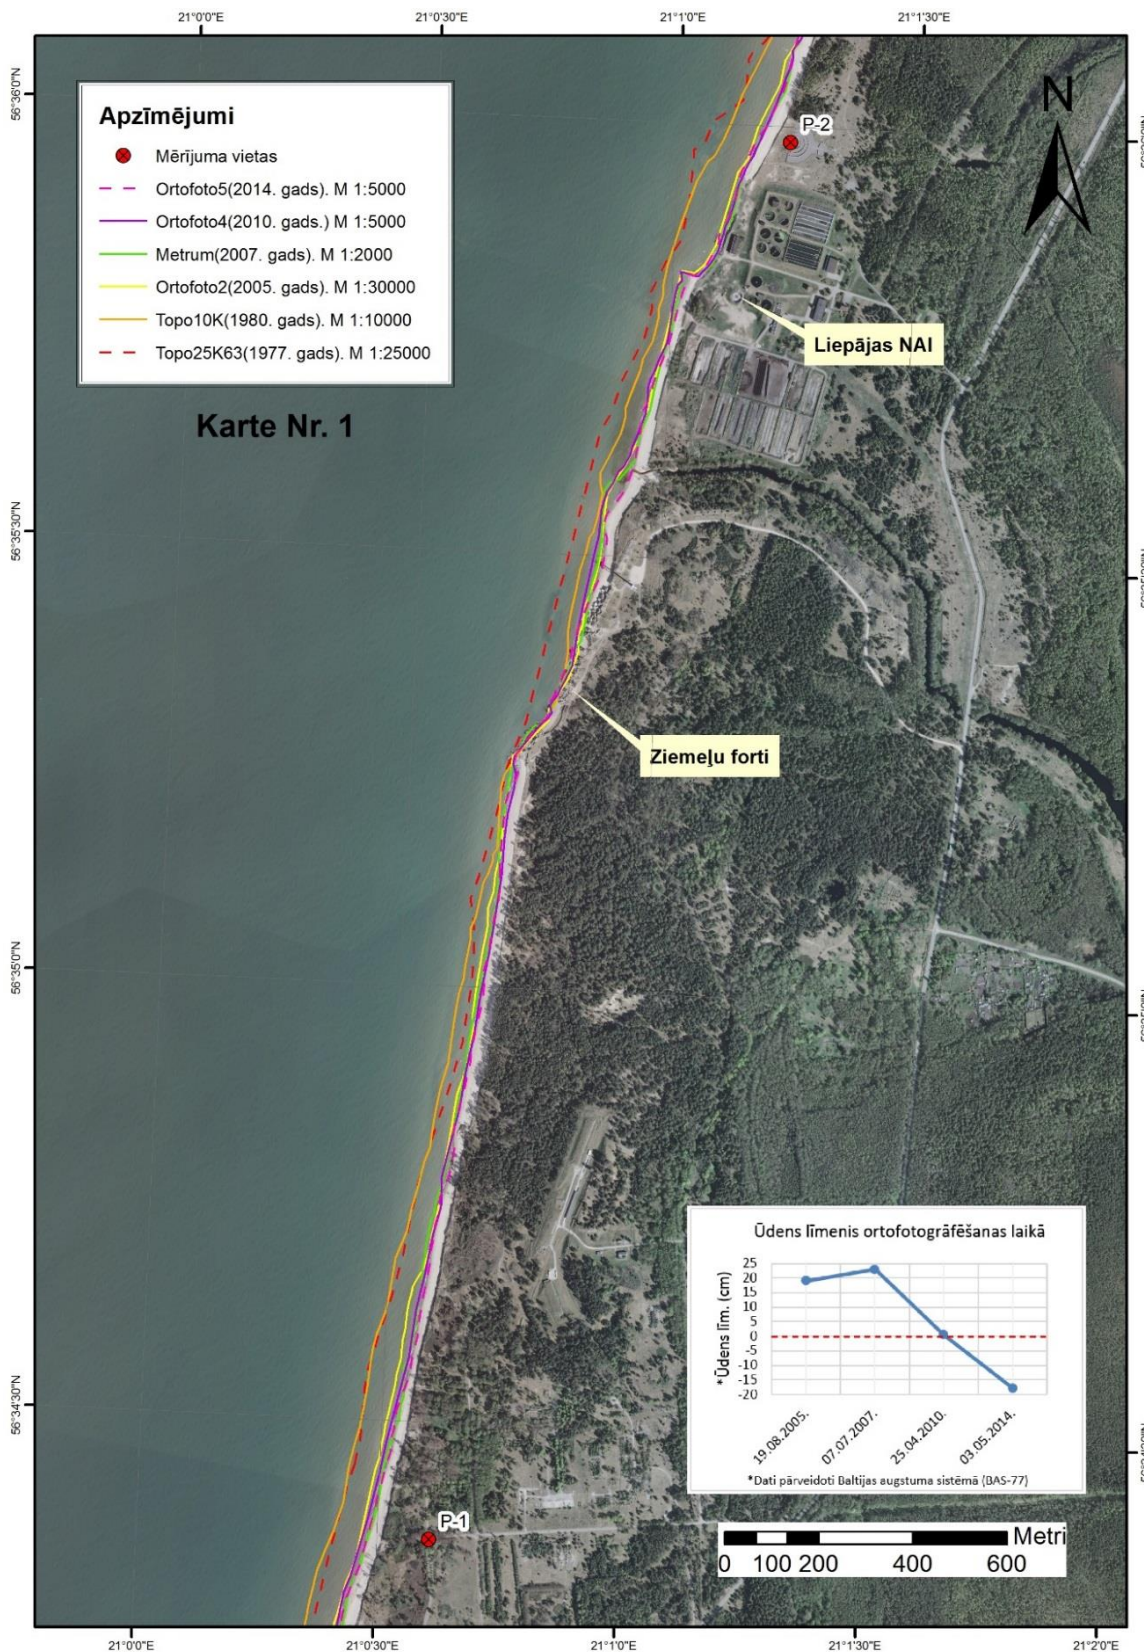 21°0'0"E
21°0'30"E
21°1'0"E
21°1'30"E
56°36'0"N
56°35'30"N
56°35'0"N
56°34'30"N
Apzīmējumi
Mērījuma vietas
Ortofoto5(2014. gads). M 1:5000
Ortofoto4(2010. gads.) M 1:5000
Metrum(2007. gads). M 1:2000
Ortofoto2(2005. gads). M 1:30000
Topo10K(1980. gads). M 1:10000
Topo25K63(1977. gads). M 1:25000
Karte Nr. 1
N
P-2
Liepājas NAI
Ziemeļu forti
P-1
Ūdens līmenis ortofotogrāfēšanas laikā
*Ūdens līm. (cm)
25
20
15
10
5
0
-5
-10
-15
-20
19.08.2005.
07.07.2007.
25.04.2010.
03.05.2014.
*Dati pārveidoti Baltijas augstuma sistēmā (BAS-77)
Metri
0 100 200 400 600
21°0'0"E
21°0'30"E
21°1'0"E
21°1'30"E
21°2'0"E